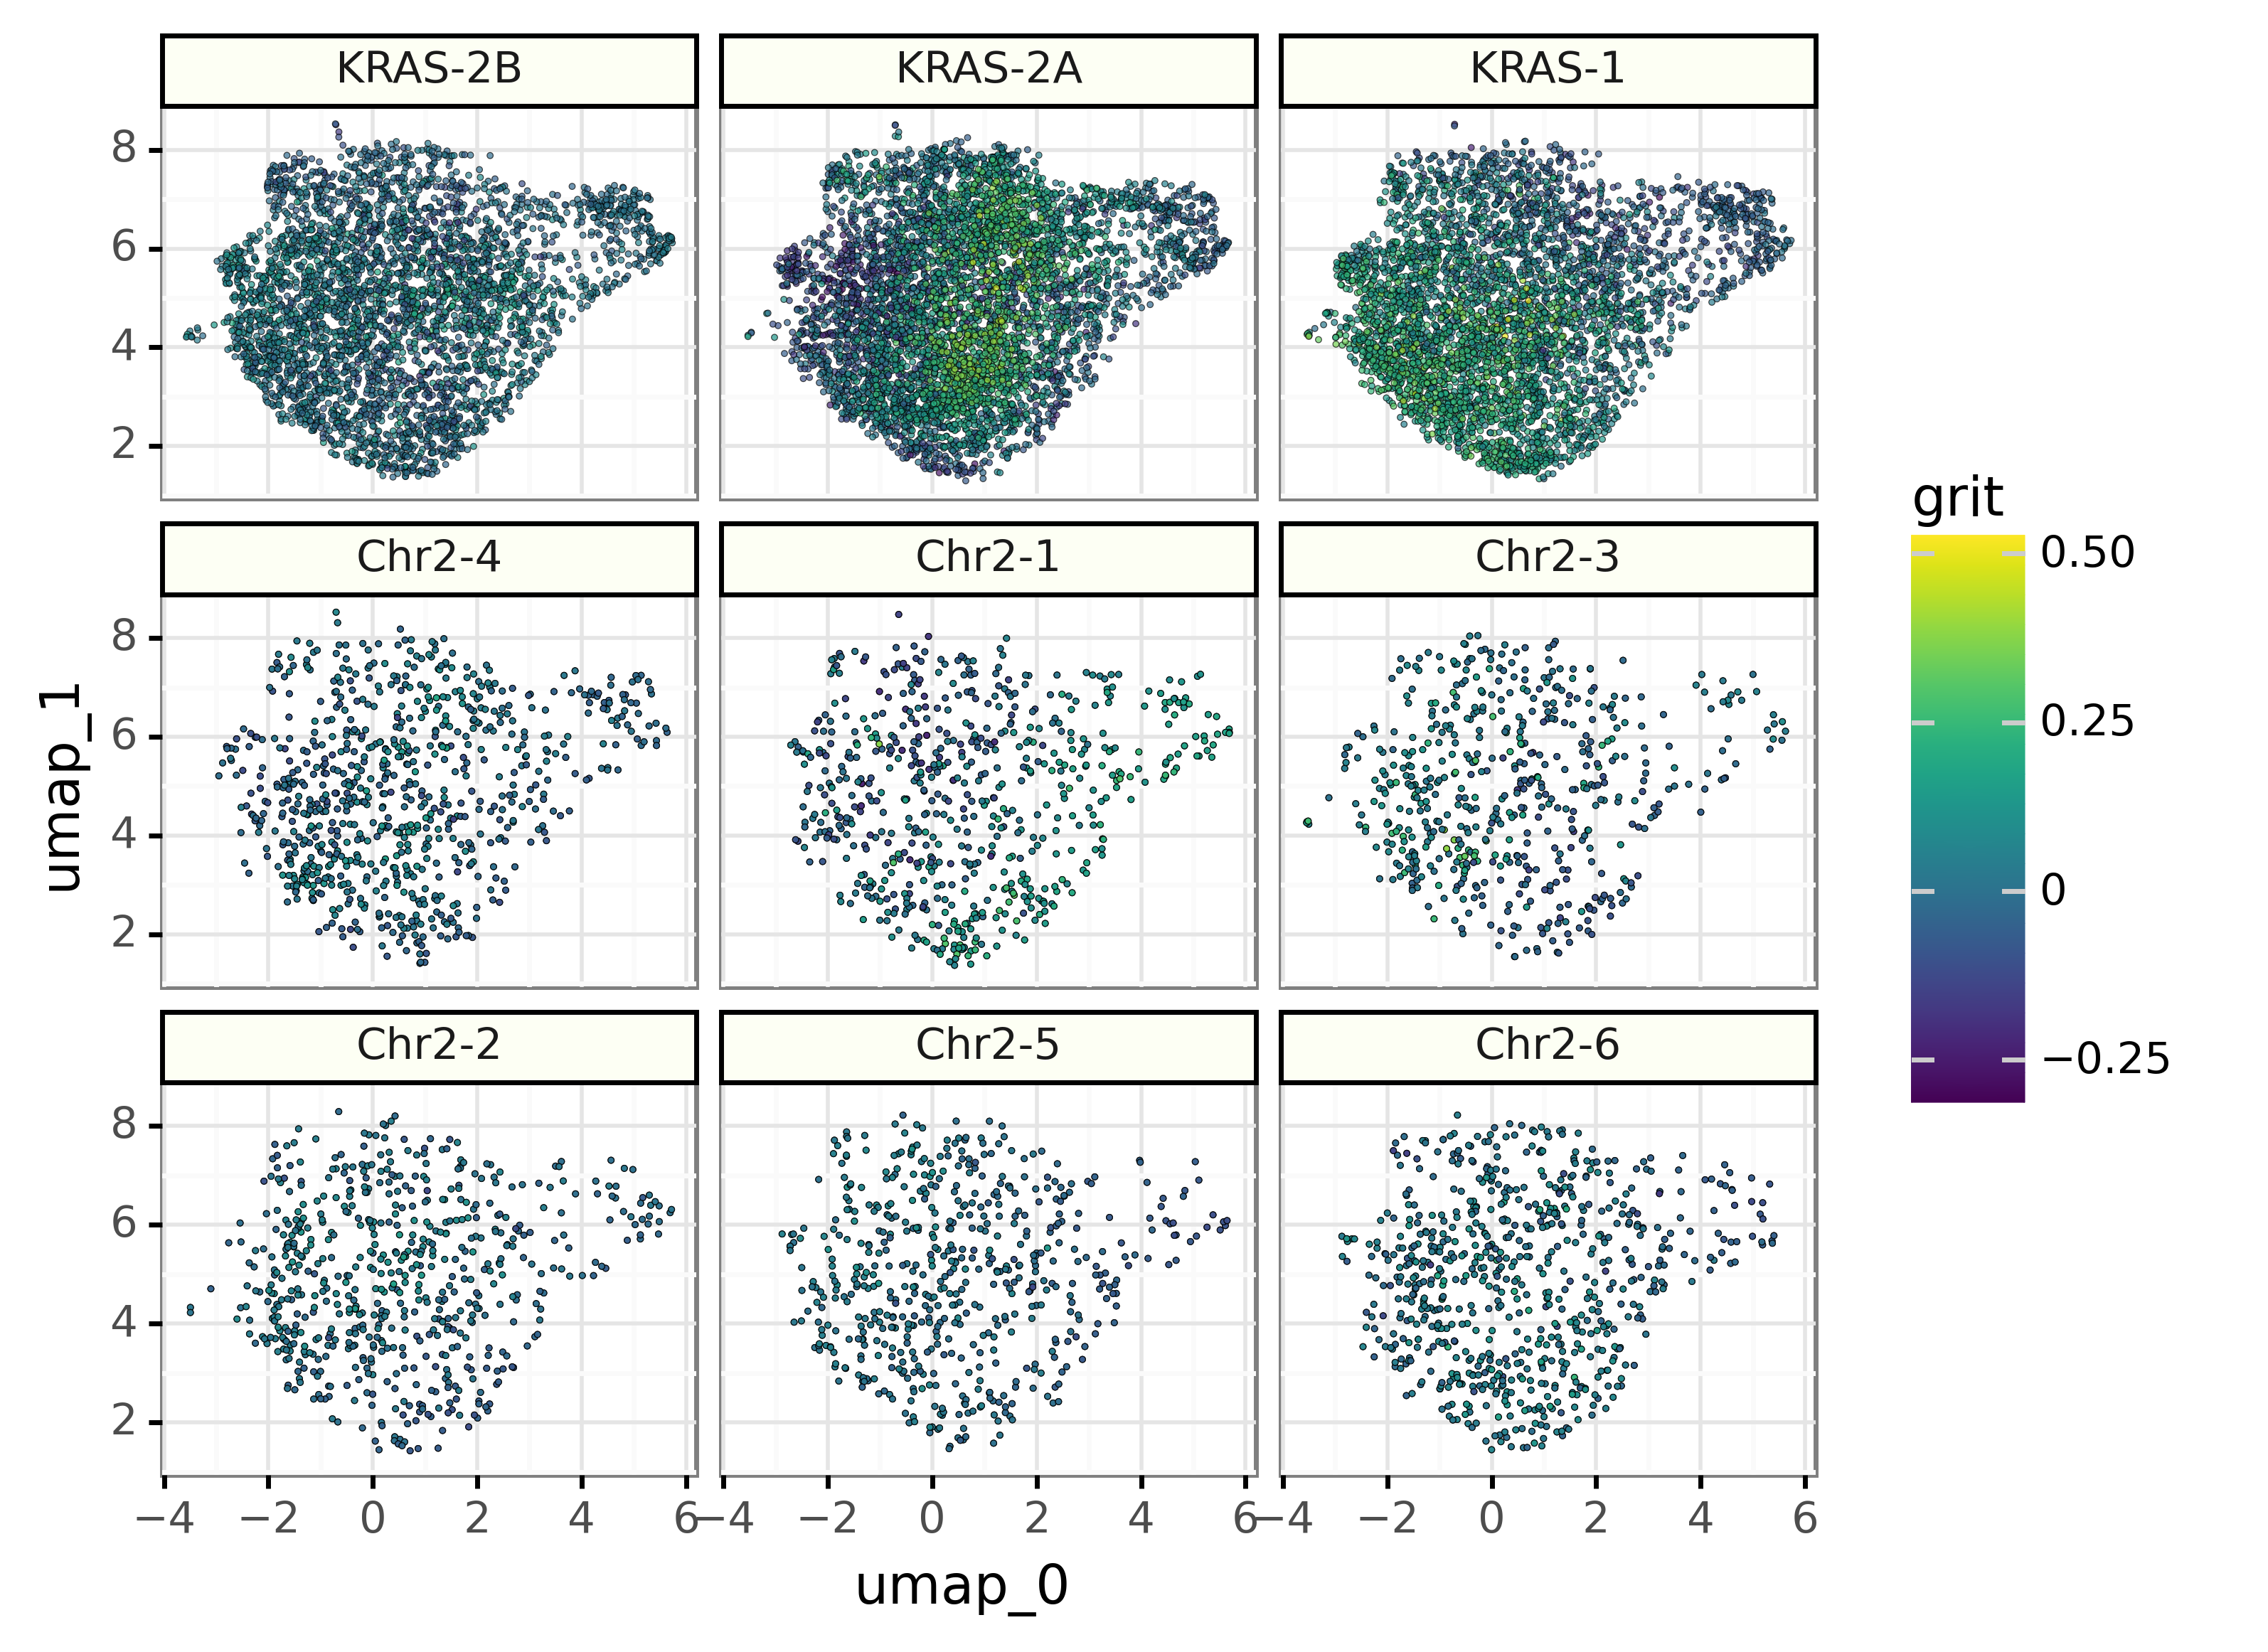 KRAS-2B KRAS-2A KRAS-1
8
6
4
2
Chr2-4 Chr2-1 Chr2-3
8
6
4
2
Chr2-2 Chr2-5 Chr2-6
8
6
4
2
−4 −2 0 2 4 6 −4 −2 0 2 4 6 −4 −2 0 2 4 6
umap_0
umap_1
grit
0.50
0.25
0
−0.25